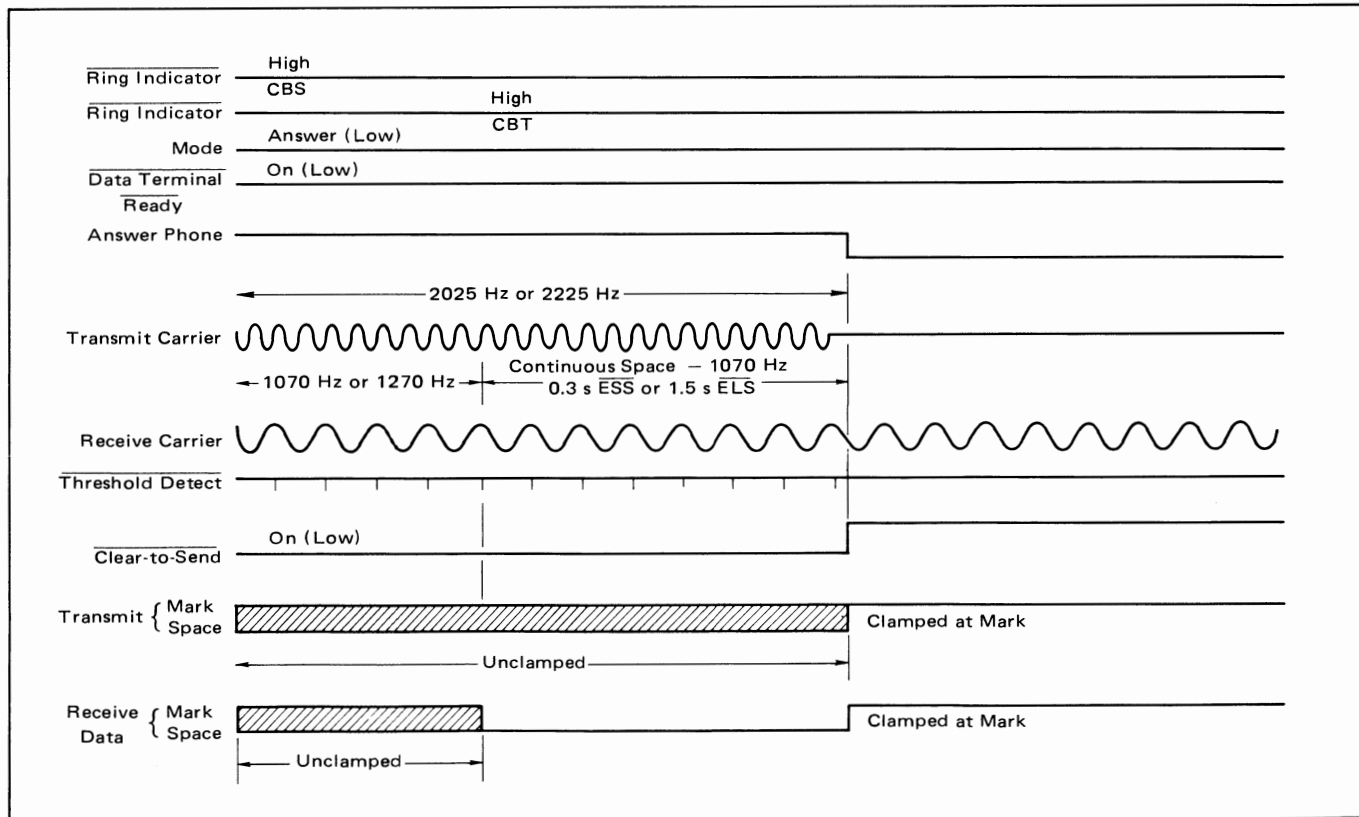 High
Ring Indicator
CBS
High
Ring Indicator
CBT
Answer (Low)
Mode
On (Low)
Data Terminal
Ready
Answer Phone
2025 Hz or 2225 Hz
Transmit Carrier
Continuous Space – 1070 Hz
1070 Hz or 1270 Hz
0.3 s ESS or 1.5 s ELS
Receive Carrier
Threshold Detect
On (Low)
Clear-to-Send
Transmit { Mark
Space
Clamped at Mark
Unclamped
Receive { Mark
Data Space
Clamped at Mark
Unclamped